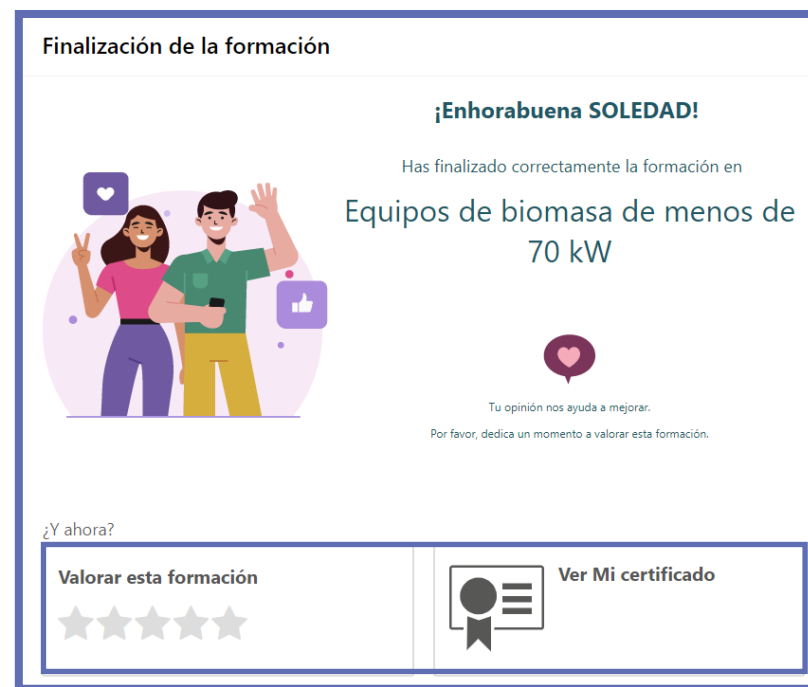 Finalización de la formación
¡Enhorabuena SOLEDAD!
Has finalizado correctamente la formación en
Equipos de biomasa de menos de
70 kW
Tu opinión nos ayuda a mejorar.
Por favor, dedica un momento a valorar esta formación.
¿Y ahora?
Valorar esta formación
Ver Mi certificado